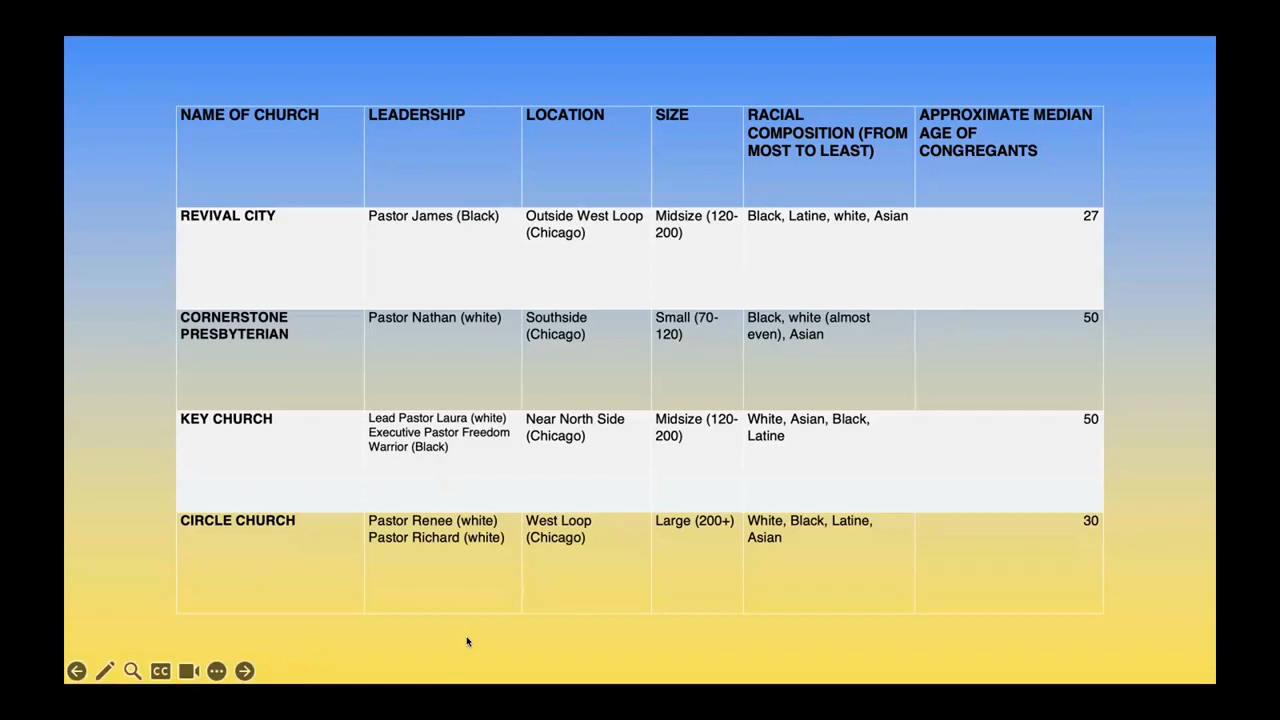 NAME OF CHURCH
LEADERSHIP
LOCATION
SIZE
RACIAL
COMPOSITION (FROM
MOST TO LEAST)
APPROXIMATE MEDIAN
AGE OF
CONGREGANTS
REVIVAL CITY
Pastor James (Black)
Outside West Loop
(Chicago)
Midsize (120-
200)
Black, Latine, white, Asian
27
CORNERSTONE
PRESBYTERIAN
Pastor Nathan (white)
Southside
(Chicago)
Small (70-
120)
Black, white (almost
even), Asian
50
KEY CHURCH
Lead Pastor Laura (white)
Executive Pastor Freedom
Warrior (Black)
Near North Side
(Chicago)
Midsize (120-
200)
White, Asian, Black,
Latine
50
CIRCLE CHURCH
Pastor Renee (white)
Pastor Richard (white)
West Loop
(Chicago)
Large (200+)
White, Black, Latine,
Asian
30
CC